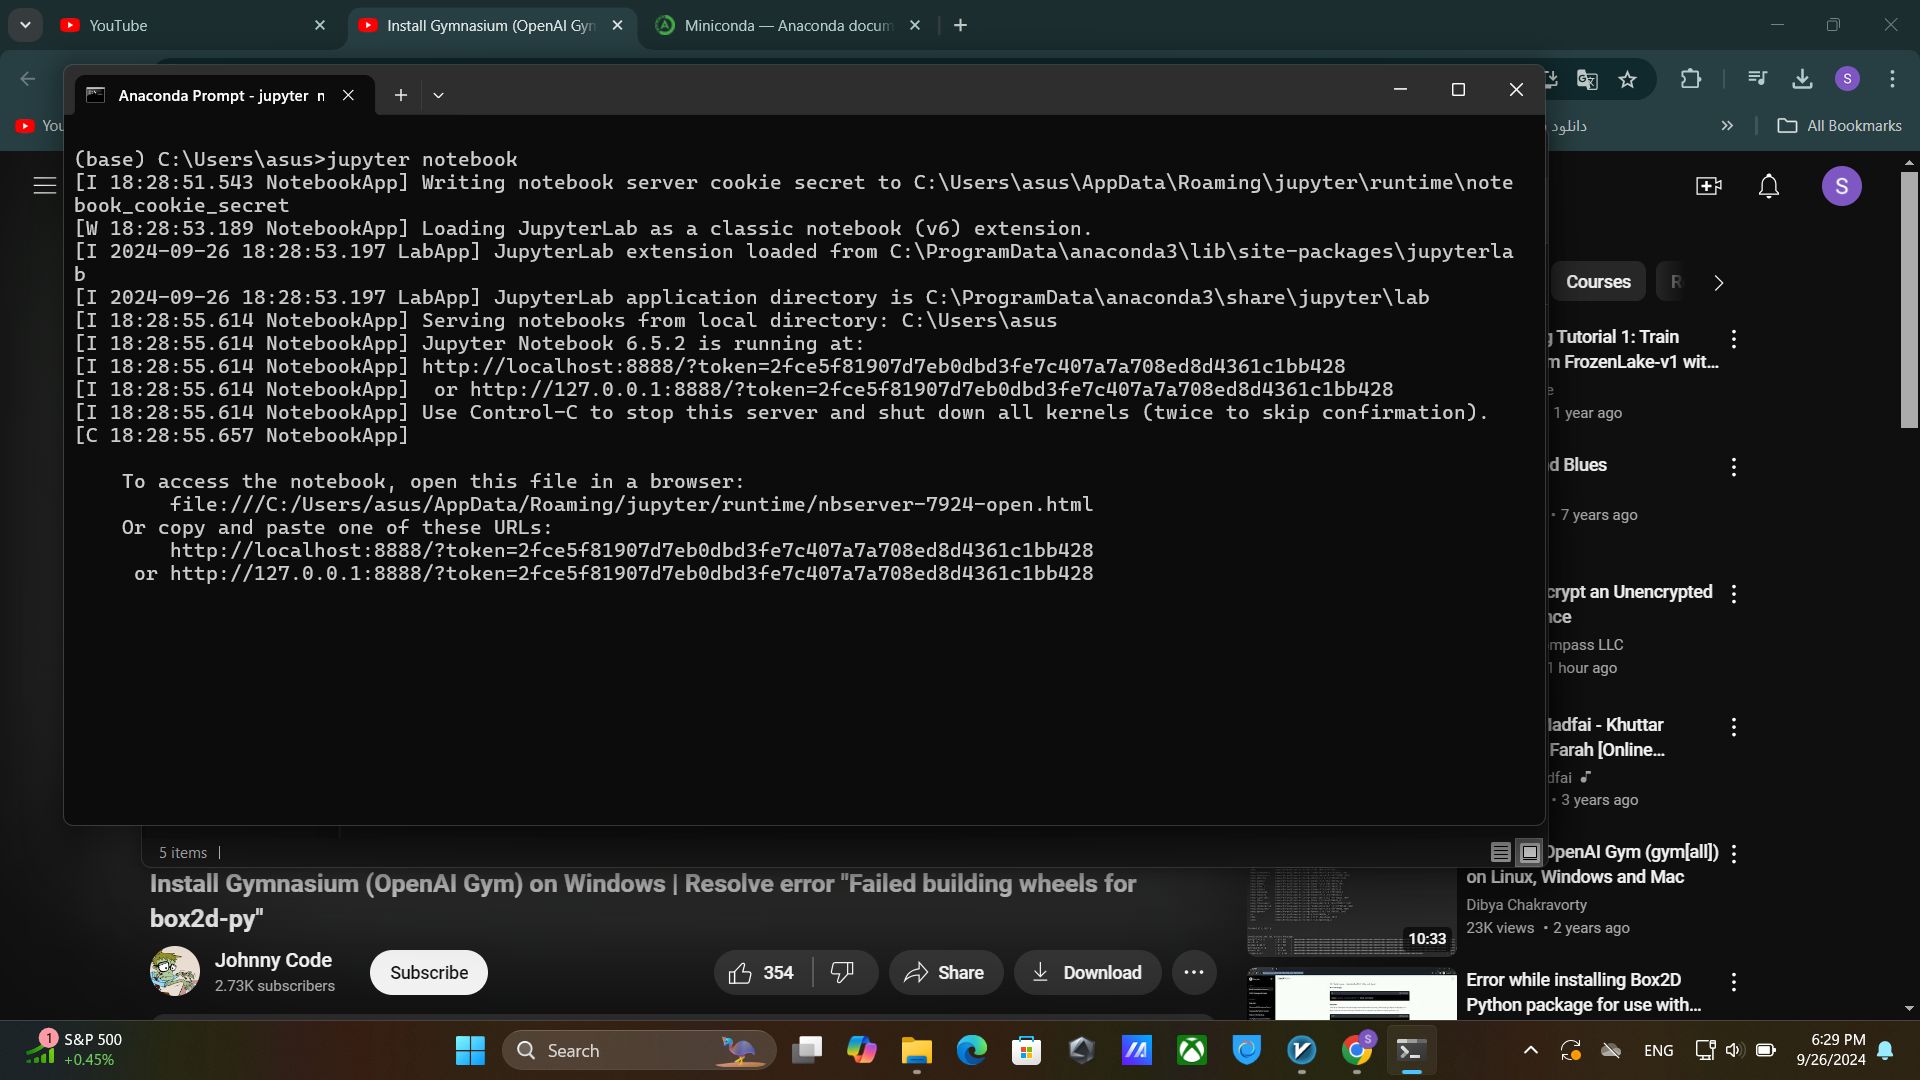 YouTube
Install Gymnasium (OpenAI Gyn
Miniconda — Anaconda docum
Anaconda Prompt - jupyter n
S
You
دانلود
All Bookmarks
(base) C:\Users\asus>jupyter notebook
[I 18:28:51.543 NotebookApp] Writing notebook server cookie secret to C:\Users\asus\AppData\Roaming\jupyter\runtime\note
book_cookie_secret
[W 18:28:53.189 NotebookApp] Loading JupyterLab as a classic notebook (v6) extension.
[I 2024-09-26 18:28:53.197 LabApp] JupyterLab extension loaded from C:\ProgramData\anaconda3\lib\site-packages\jupyterla
b
[I 2024-09-26 18:28:53.197 LabApp] JupyterLab application directory is C:\ProgramData\anaconda3\share\jupyter\lab
[I 18:28:55.614 NotebookApp] Serving notebooks from local directory: C:\Users\asus
[I 18:28:55.614 NotebookApp] Jupyter Notebook 6.5.2 is running at:
[I 18:28:55.614 NotebookApp] http://localhost:8888/?token=2fce5f81907d7eb0dbd3fe7c407a7a708ed8d4361c1bb428
[I 18:28:55.614 NotebookApp]  or http://127.0.0.1:8888/?token=2fce5f81907d7eb0dbd3fe7c407a7a708ed8d4361c1bb428
[I 18:28:55.614 NotebookApp] Use Control-C to stop this server and shut down all kernels (twice to skip confirmation).
[C 18:28:55.657 NotebookApp]
To access the notebook, open this file in a browser:
file:///C:/Users/asus/AppData/Roaming/jupyter/runtime/nbserver-7924-open.html
Or copy and paste one of these URLs:
http://localhost:8888/?token=2fce5f81907d7eb0dbd3fe7c407a7a708ed8d4361c1bb428
or http://127.0.0.1:8888/?token=2fce5f81907d7eb0dbd3fe7c407a7a708ed8d4361c1bb428
S
Courses
g Tutorial 1: Train
m FrozenLake-v1 wit...
e
1 year ago
d Blues
• 7 years ago
crypt an Unencrypted
nce
mpass LLC
1 hour ago
ladfai - Khuttar
Farah [Online...
dfai
• 3 years ago
5 items
OpenAI Gym (gym[all])
on Linux, Windows and Mac
Dibya Chakravorty
23K views • 2 years ago
10:33
Error while installing Box2D
Python package for use with...
Install Gymnasium (OpenAI Gym) on Windows | Resolve error "Failed building wheels for
box2d-py"
Johnny Code
2.73K subscribers
Subscribe
354
Share
Download
1
S&P 500
+0.45%
Search
S
ENG
6:29 PM
9/26/2024